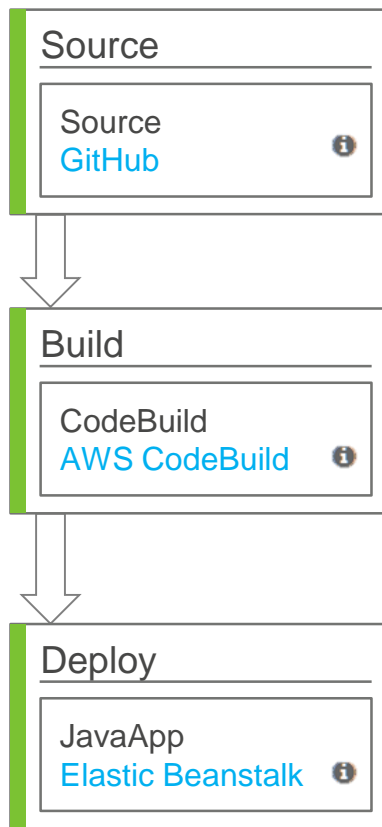 Source
Source
GitHub
Build
CodeBuild
AWS CodeBuild
Deploy
JavaApp
Elastic Beanstalk